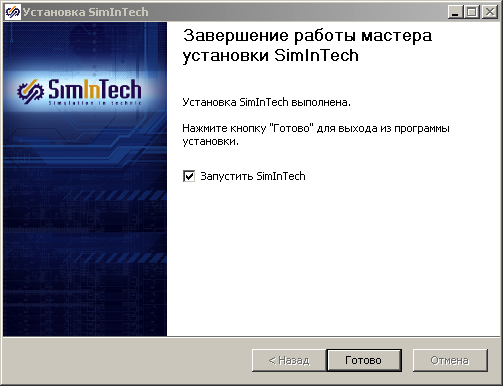 Установка SimInTech
Завершение работы мастера
установки SimInTech
SimInTech
Simulation in technic
Установка SimInTech выполнена.
Нажмите кнопку "Готово" для выхода из программы
установки.
Запустить SimInTech
< Назад
Готово
Отмена